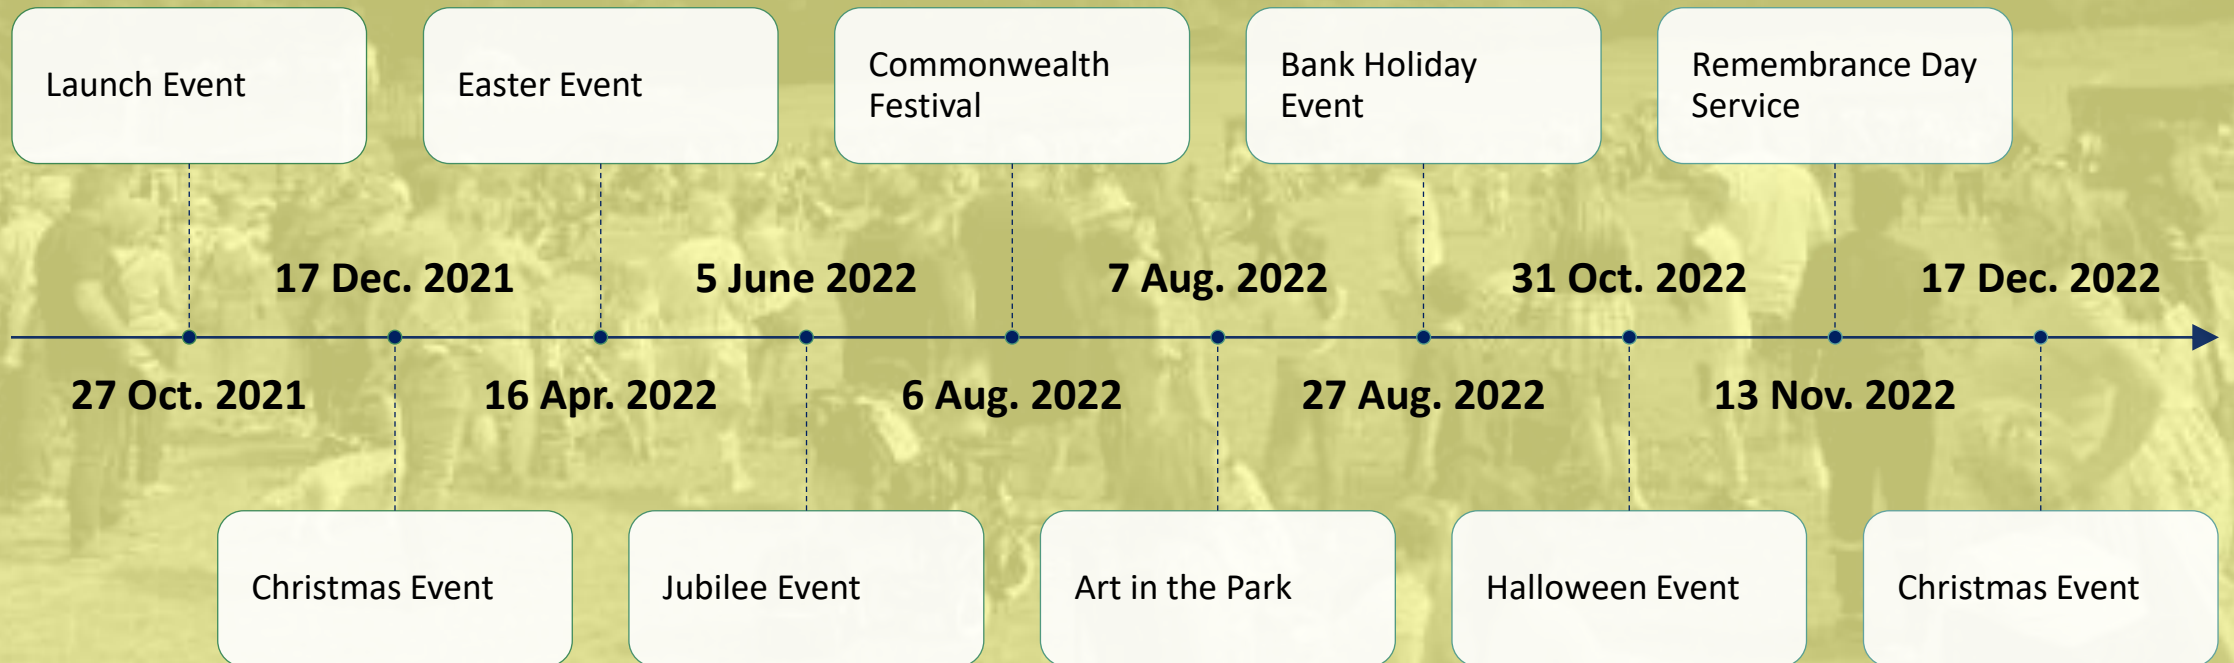 Launch Event
Easter Event
Commonwealth
Festival
Bank Holiday
Event
Remembrance Day
Service
17 Dec. 2021
5 June 2022
7 Aug. 2022
31 Oct. 2022
17 Dec. 2022
27 Oct. 2021
16 Apr. 2022
6 Aug. 2022
27 Aug. 2022
13 Nov. 2022
Christmas Event
Jubilee Event
Art in the Park
Halloween Event
Christmas Event